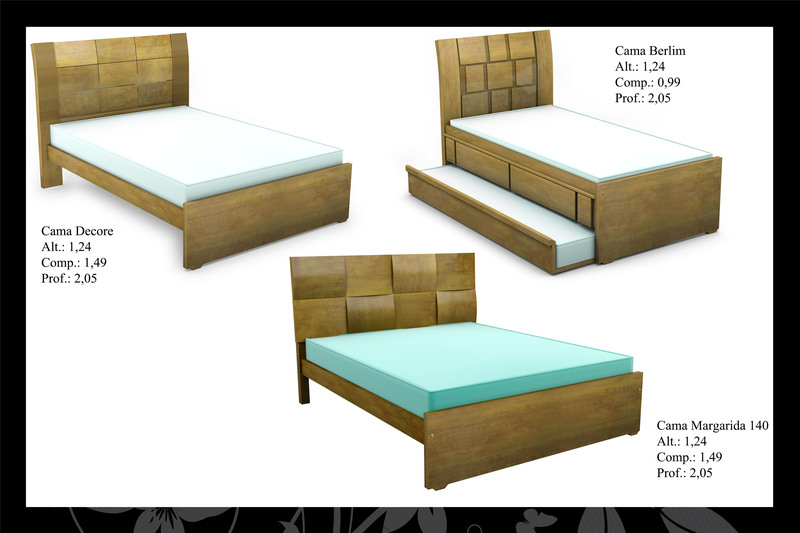 Cama Berlim
Alt.: 1,24
Comp.: 0,99
Prof.: 2,05
Cama Decore
Alt.: 1,24
Comp.: 1,49
Prof.: 2,05
Cama Margarida 140
Alt.: 1,24
Comp.: 1,49
Prof.: 2,05